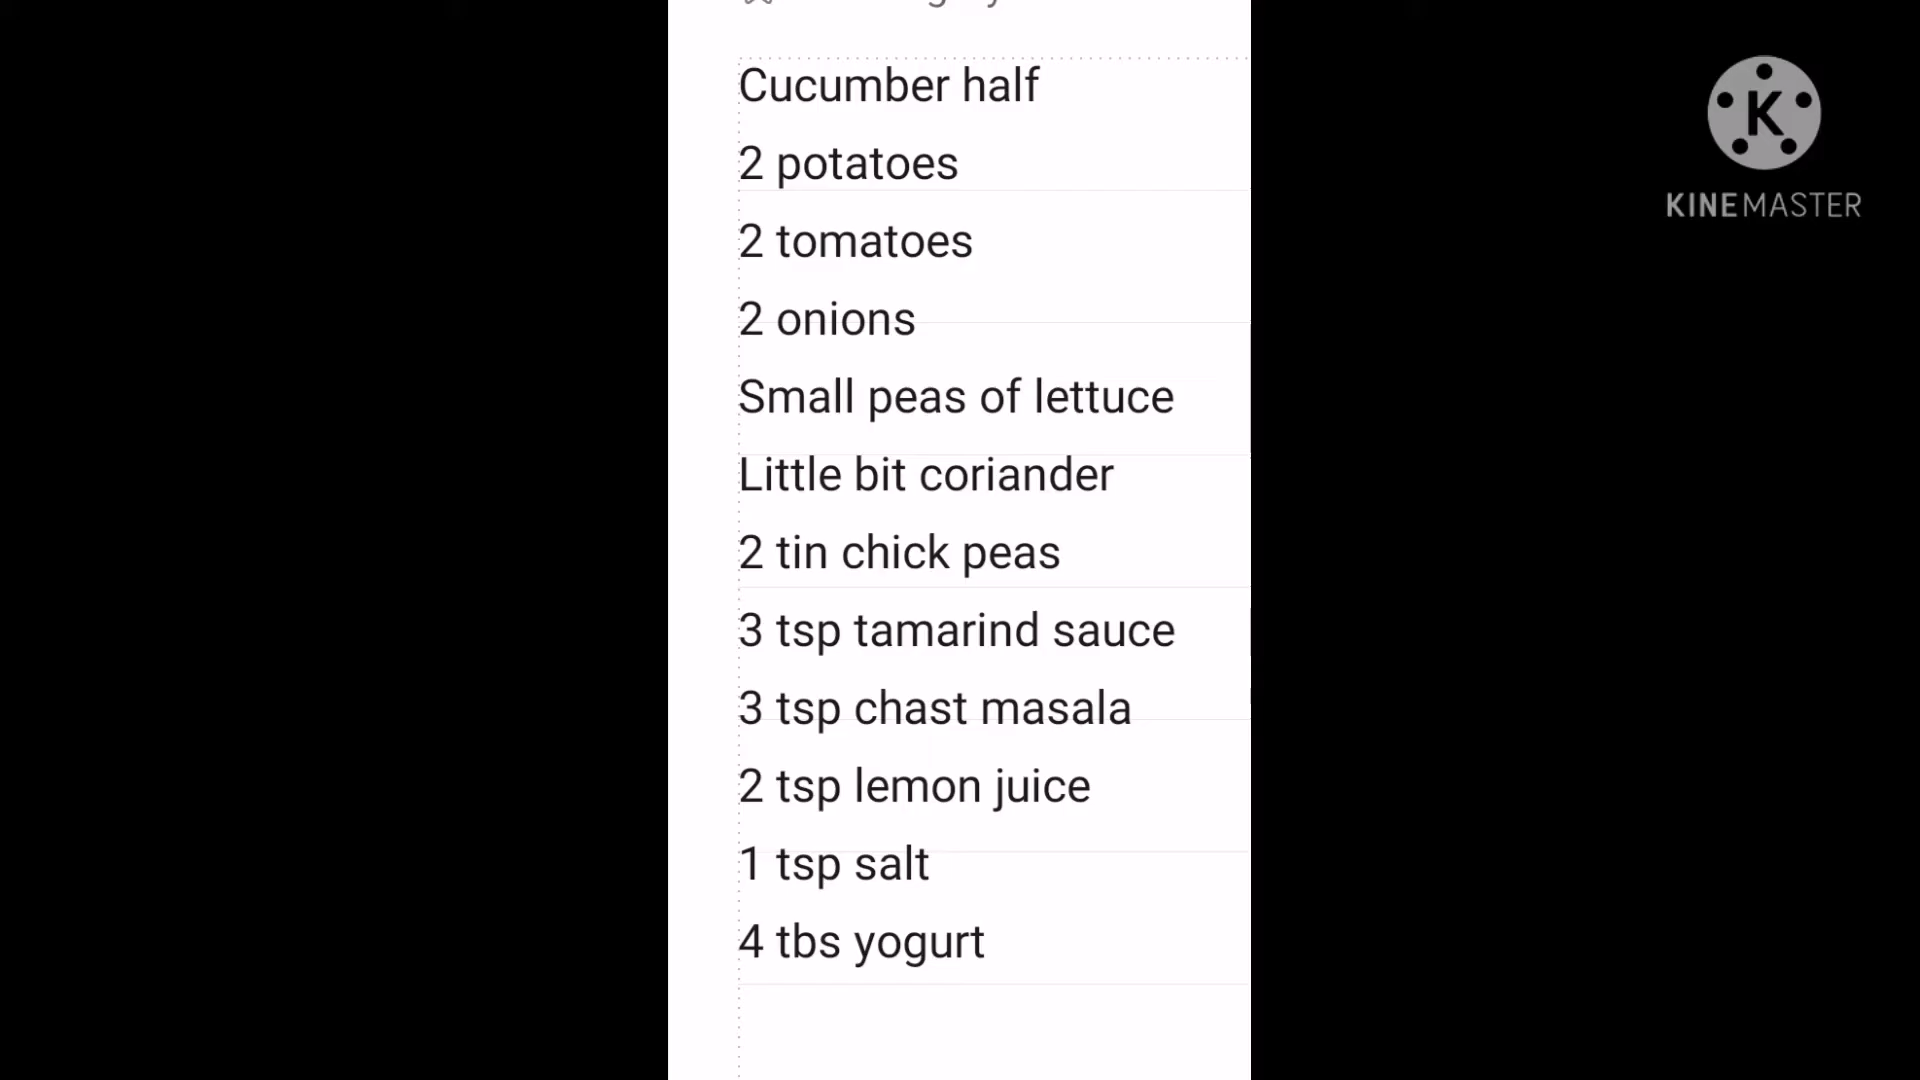 Cucumber half
2 potatoes
2 tomatoes
2 onions
Small peas of lettuce
Little bit coriander
2 tin chick peas
3 tsp tamarind sauce
3 tsp chast masala
2 tsp lemon juice
1 tsp salt
4 tbs yogurt
K
KINEMASTER